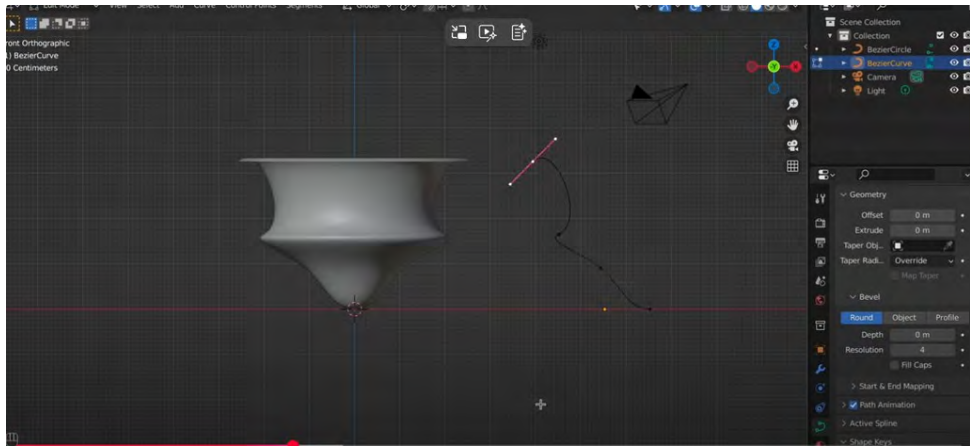 Edit Mode View Select Add Curve Control Points Segments Global
ront Orthographic
1) BezierCurve
0 Centimeters
Z
Y
Scene Collection
Collection
BezierCircle
BezierCurve
Camera
Light
Geometry
Offset 0 m
Extrude 0 m
Taper Obj..
Taper Radi... Override
Map Taper
Bevel
Round Object Profile
Depth 0 m
Resolution 4
Fill Caps
Start & End Mapping
Path Animation
Active Spline
Shape Keys